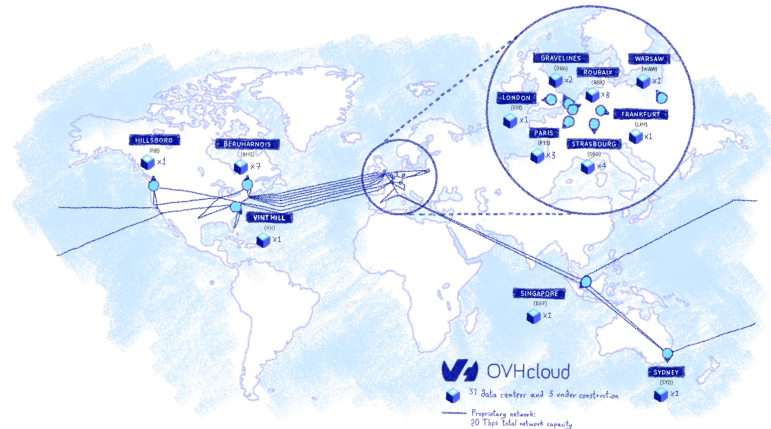 GRAVELINES
(GRA)
x2
WARSAW
(WAW)
x1
ROUBAIX
(RBX)
x8
LONDON
(ERI)
x1
FRANKFURT
(LIM)
x1
PARIS
(P19)
x3
STRASBOURG
(SBG)
x4
HILLSBORO
(HIL)
x1
BERUHARNOIS
(BHS)
x7
VINT HILL
(VIN)
x1
SINGAPORE
(SGP)
x1
SYDNEY
(SYD)
OVHcloud
31 data centers and 5 under construction
Proprietary network:
20 Tbps total network capacity